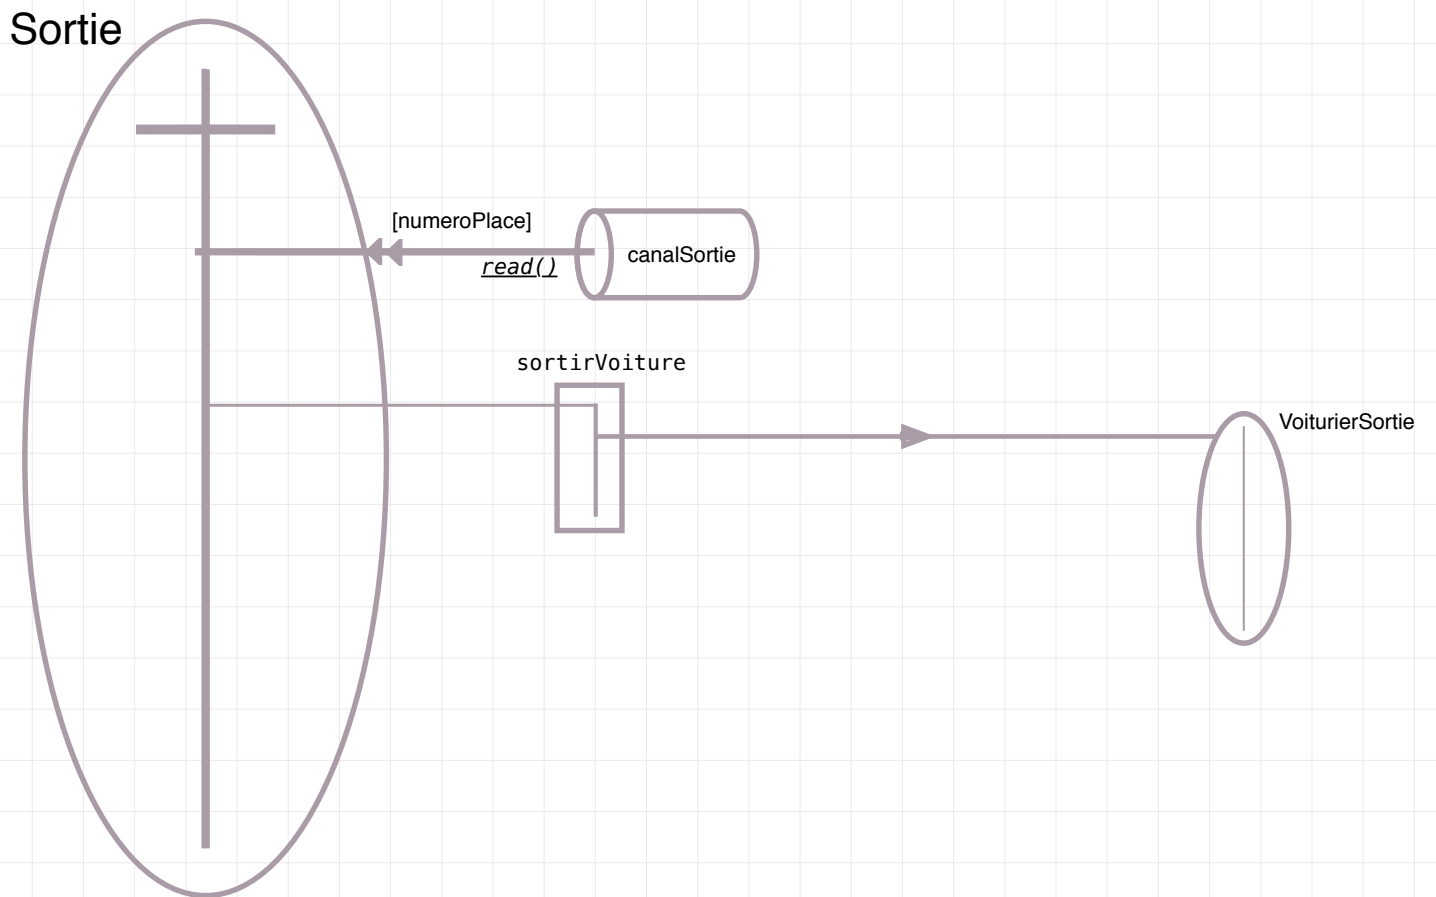 Sortie
[numeroPlace]
canalSortie
read()
sortirVoiture
VoiturierSortie